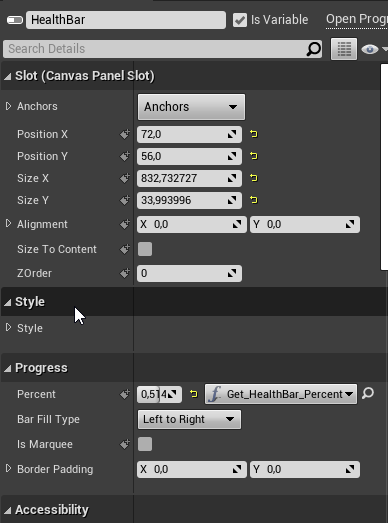 HealthBar Is Variable Open Progr
Search Details
Slot (Canvas Panel Slot)
Anchors Anchors
Position X 72,0
Position Y 56,0
Size X 832,732727
Size Y 33,993996
Alignment X 0,0 Y 0,0
Size To Content
ZOrder 0
Style
Style
Progress
Percent 0,514 Get_HealthBar_Percent
Bar Fill Type Left to Right
Is Marquee
Border Padding X 0,0 Y 0,0
Accessibility